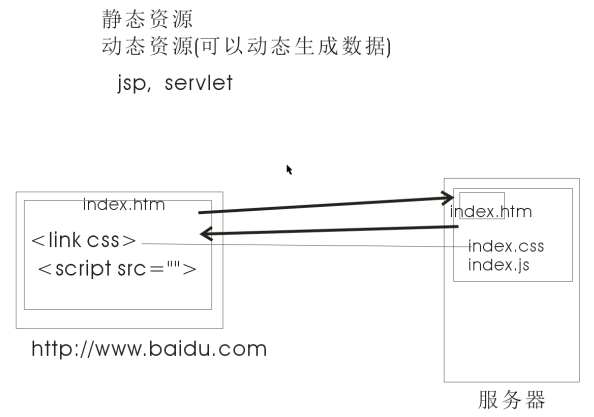 静态资源
动态资源(可以动态生成数据)
jsp, servlet
index.htm
<link css>
<script src="">
http://www.baidu.com
index.htm
index.css
index.js
服务器